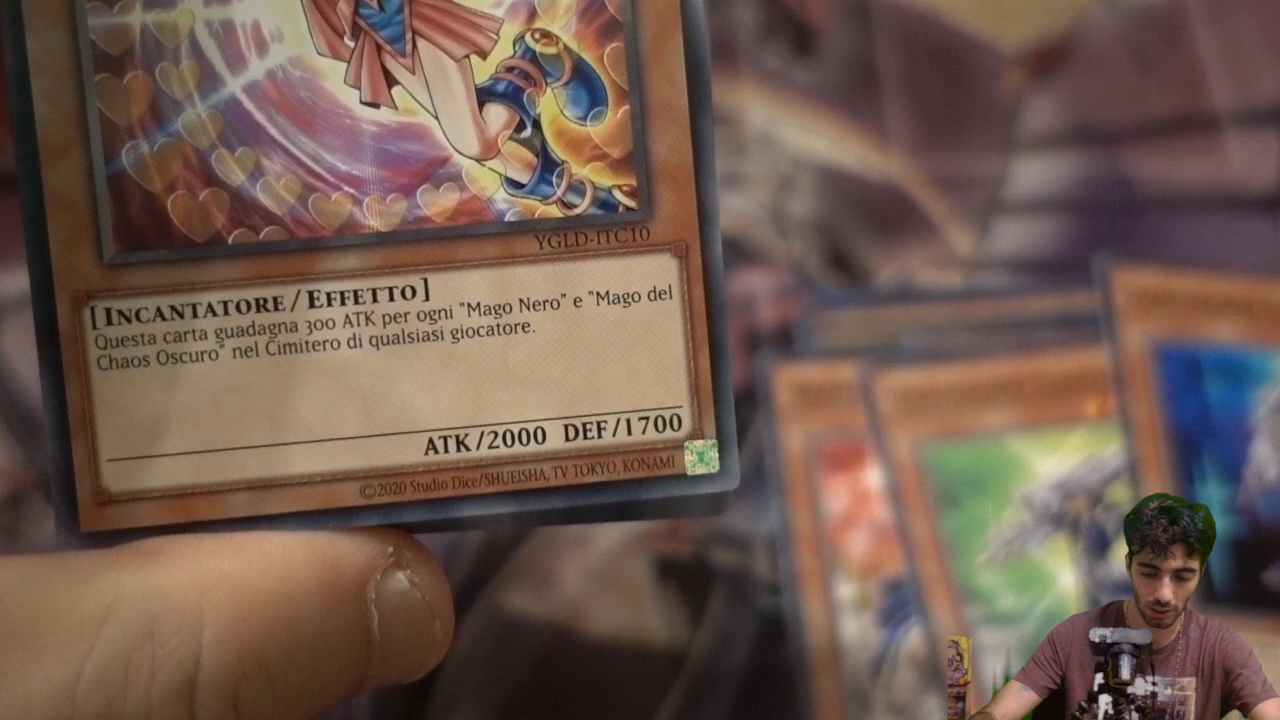 YGLD-ITC10
[INCANTATORE/EFFETTO]
Questa carta guadagna 300 ATK per ogni "Mago Nero" e "Mago del
Chaos Oscuro" nel Cimitero di qualsiasi giocatore.
ATK/2000 DEF/1700
©2020 Studio Dice/SHUEISHA, TV TOKYO, KONAMI